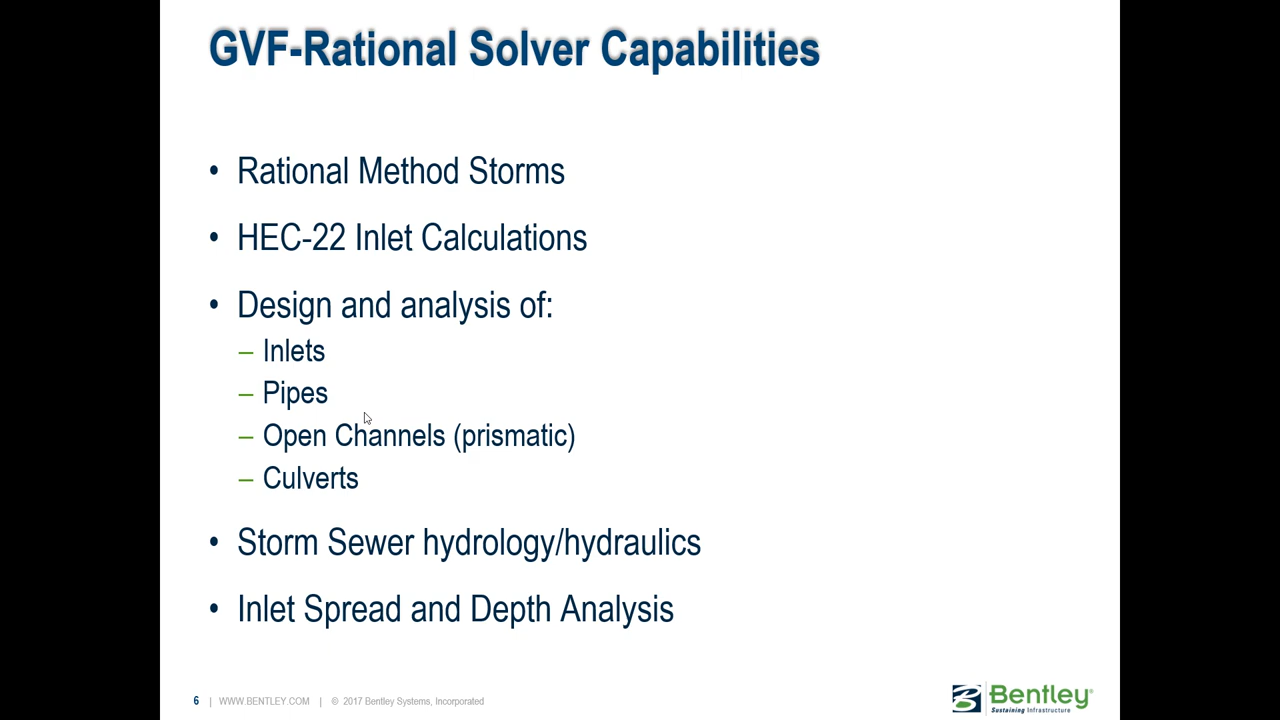 GVF-Rational Solver Capabilities
• Rational Method Storms
• HEC-22 Inlet Calculations
• Design and analysis of:
– Inlets
– Pipes
– Open Channels (prismatic)
– Culverts
• Storm Sewer hydrology/hydraulics
• Inlet Spread and Depth Analysis
6 | WWW.BENTLEY.COM | © 2017 Bentley Systems, Incorporated
Bentley®
Sustaining Infrastructure